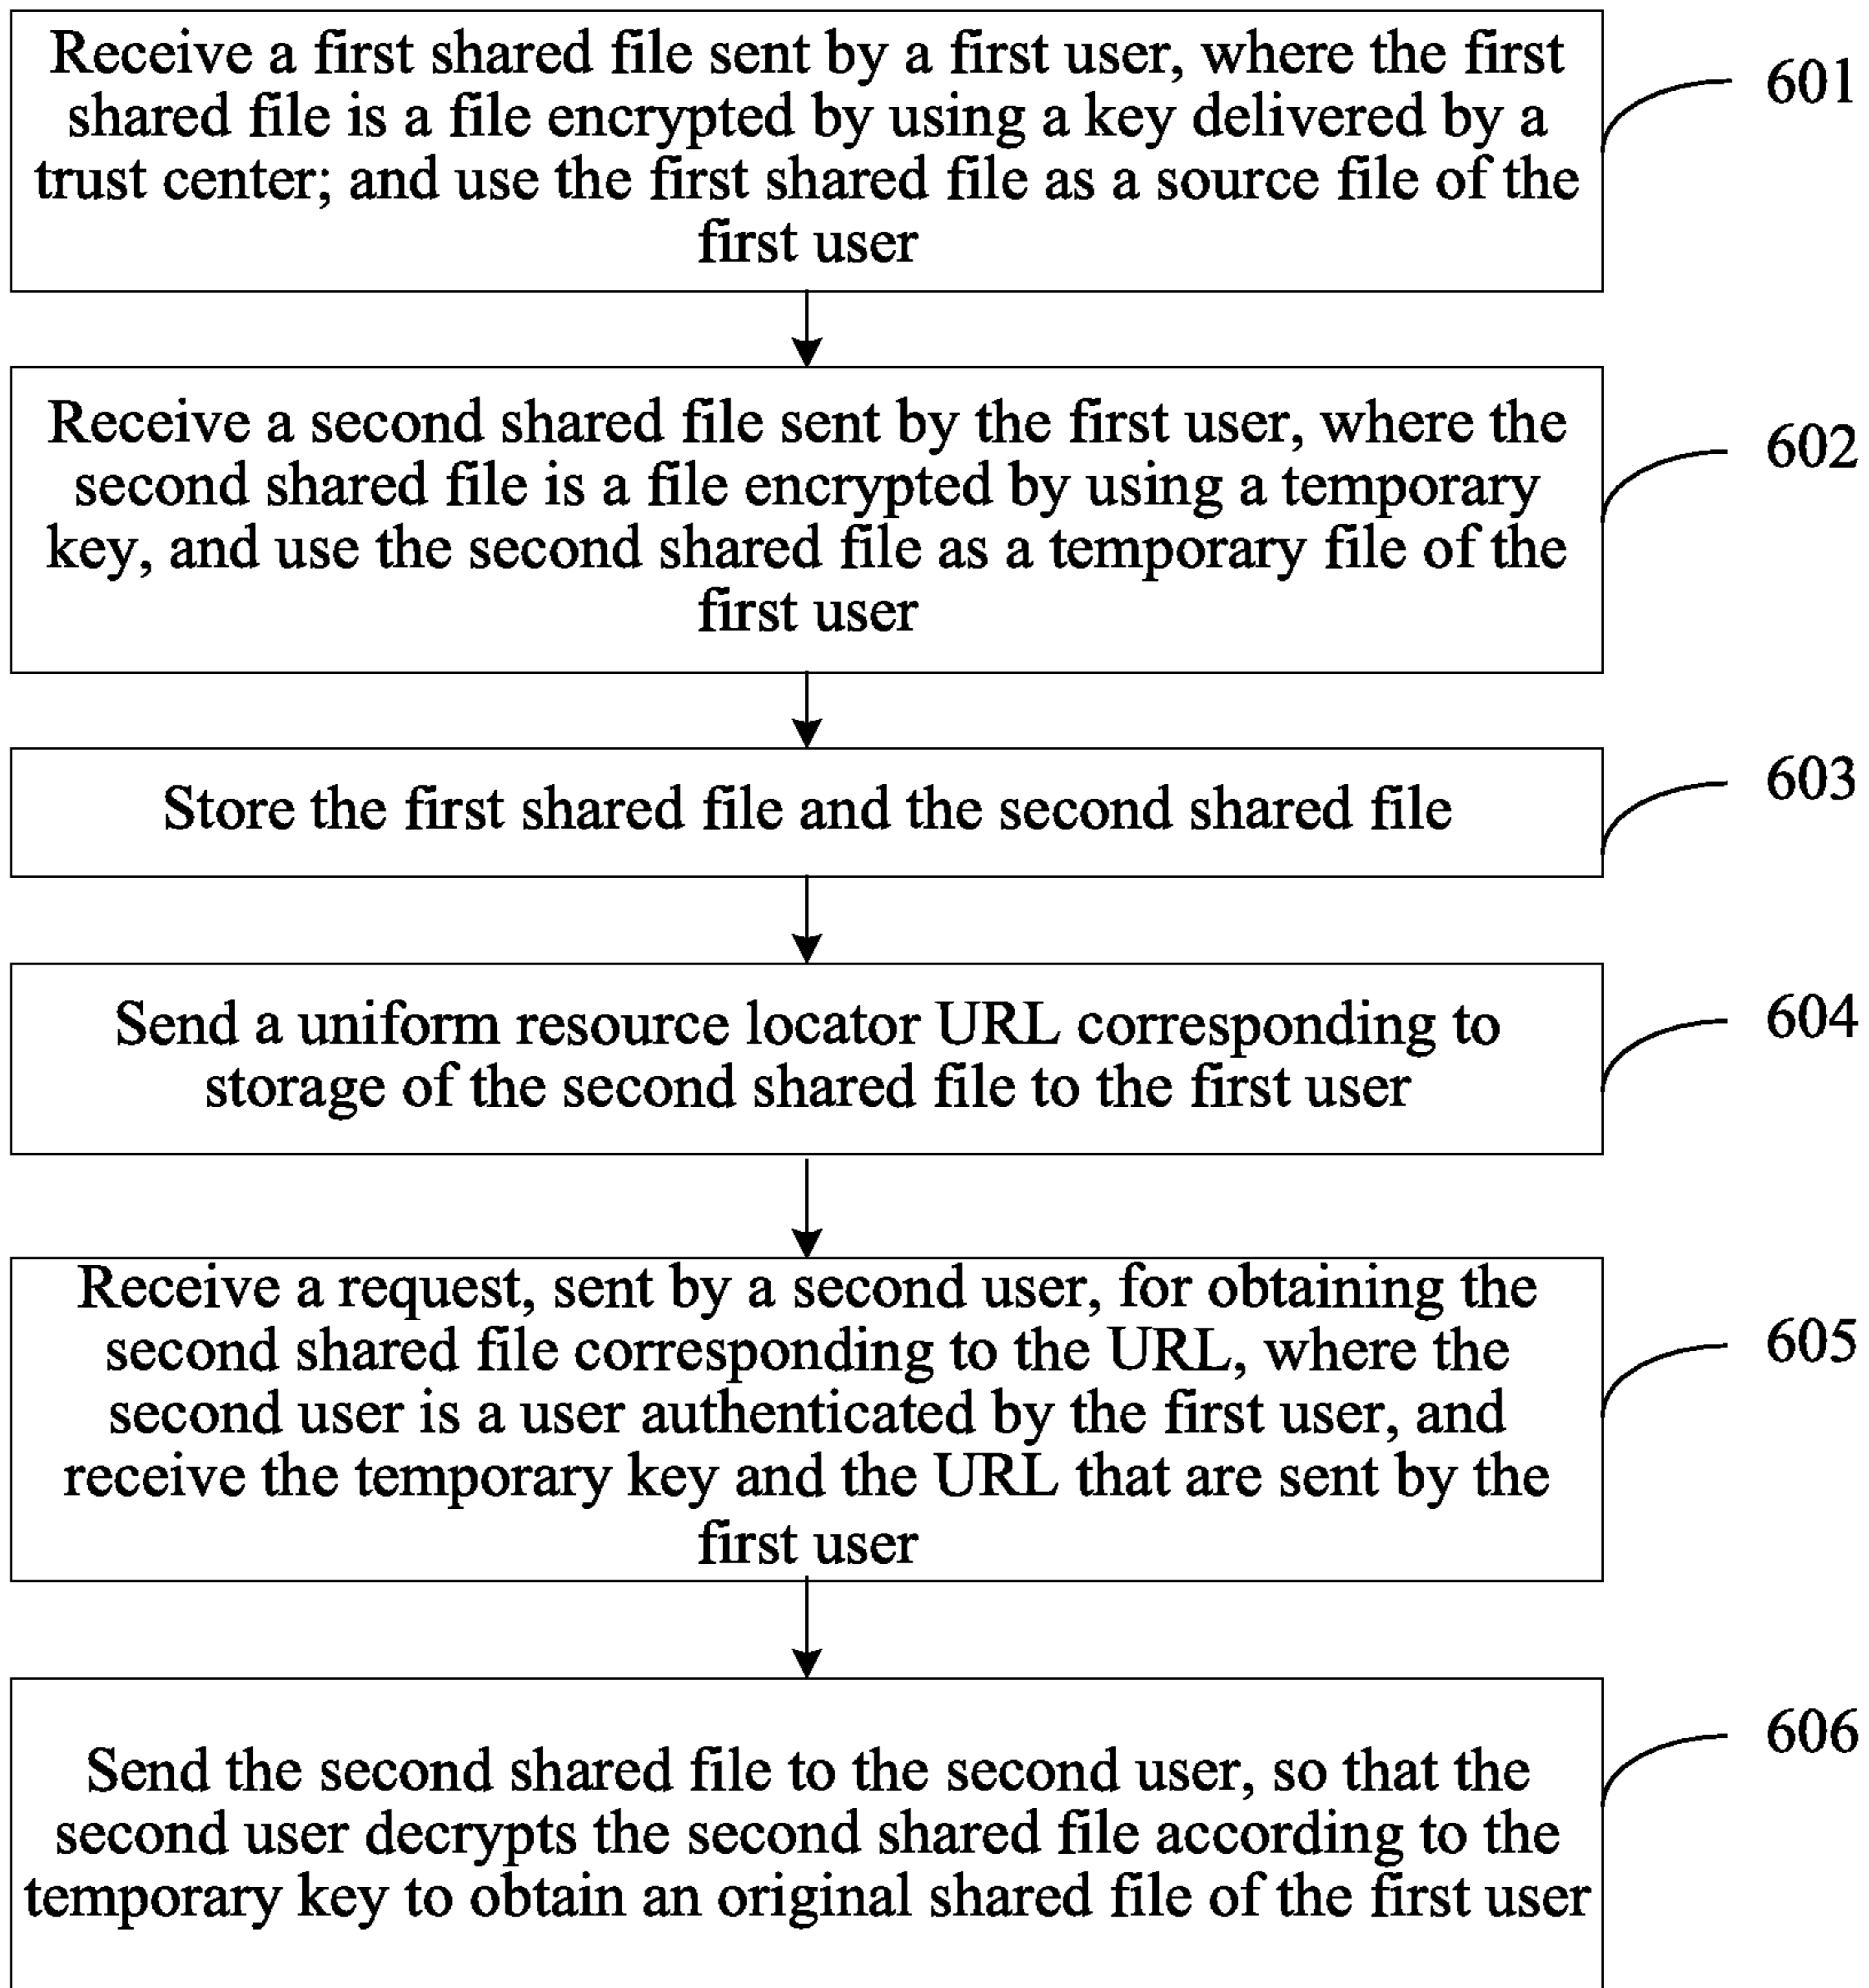 Receive a first shared file sent by a first user, where the first
shared file is a file encrypted by using a key delivered by a
trust center; and use the first shared file as a source file of the
first user
601
Receive a second shared file sent by the first user, where the
second shared file is a file encrypted by using a temporary
key, and use the second shared file as a temporary file of the
first user
602
Store the first shared file and the second shared file
603
Send a uniform resource locator URL corresponding to
storage of the second shared file to the first user
604
Receive a request, sent by a second user, for obtaining the
second shared file corresponding to the URL, where the
second user is a user authenticated by the first user, and
receive the temporary key and the URL that are sent by the
first user
605
Send the second shared file to the second user, so that the
second user decrypts the second shared file according to the
temporary key to obtain an original shared file of the first user
606